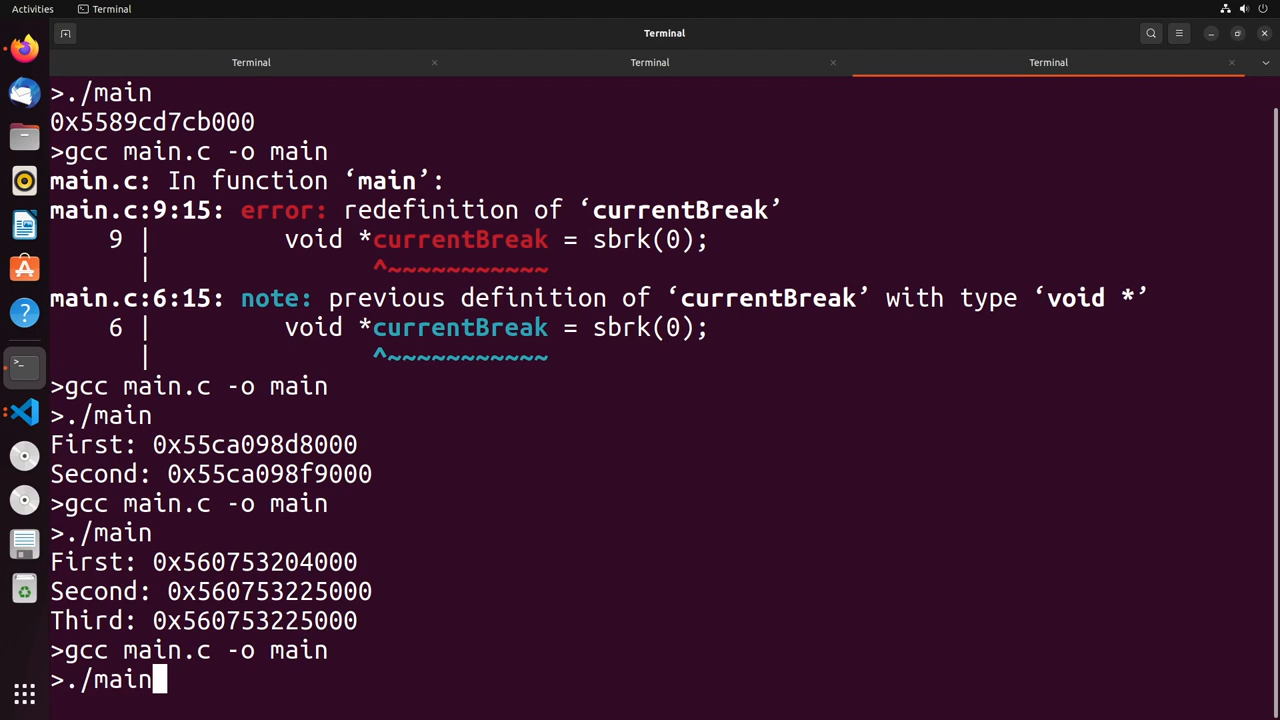 Activities
Terminal
Terminal
Terminal
Terminal
Terminal
>./main
0x5589cd7cb000
>gcc main.c -o main
main.c: In function ‘main’:
main.c:9:15: error: redefinition of ‘currentBreak’
9 | void *currentBreak = sbrk(0);
| ^~~~~~~~~~~~
main.c:6:15: note: previous definition of ‘currentBreak’ with type ‘void *’
6 | void *currentBreak = sbrk(0);
| ^~~~~~~~~~~~
>gcc main.c -o main
>./main
First: 0x55ca098d8000
Second: 0x55ca098f9000
>gcc main.c -o main
>./main
First: 0x560753204000
Second: 0x560753225000
Third: 0x560753225000
>gcc main.c -o main
>./main